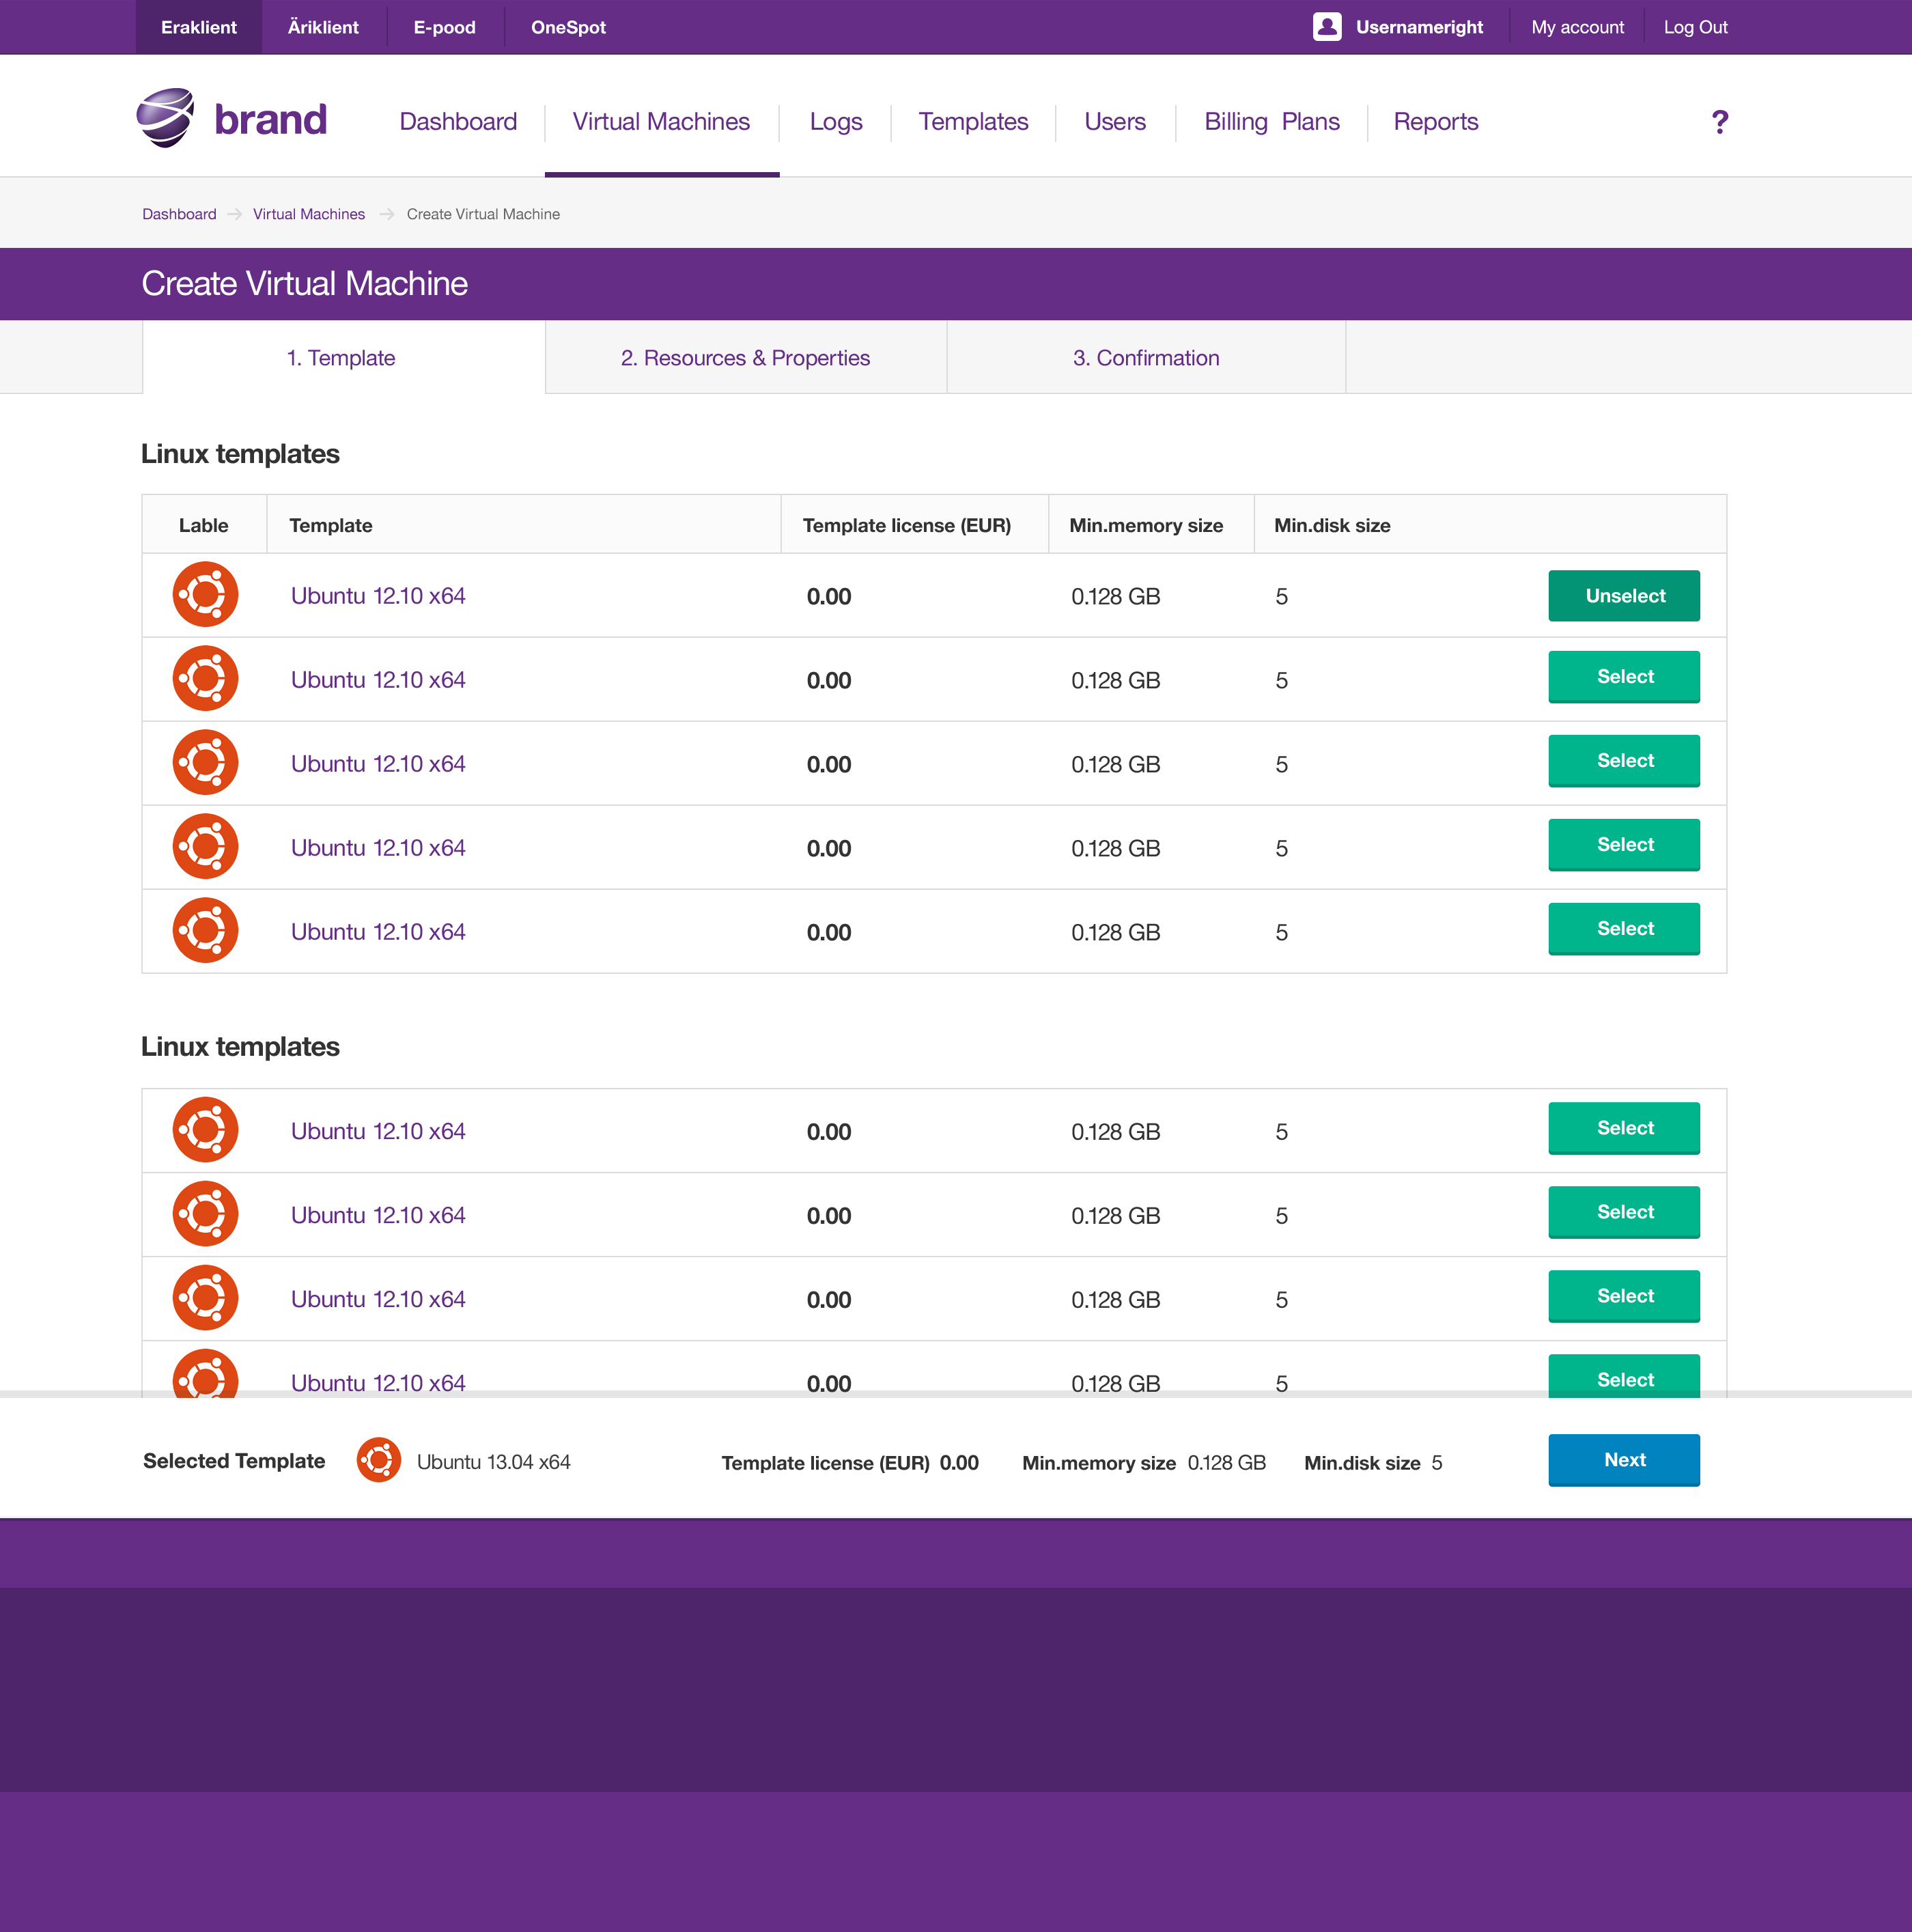 Eraklient Äriklient E-pood OneSpot Usernameright My account Log Out
brand Dashboard Virtual Machines Logs Templates Users Billing Plans Reports ?
Dashboard Virtual Machines Create Virtual Machine
Create Virtual Machine
1. Template 2. Resources & Properties 3. Confirmation
Linux templates
Lable Template Template license (EUR) Min.memory size Min.disk size
Ubuntu 12.10 x64 0.00 0.128 GB 5 Unselect
Ubuntu 12.10 x64 0.00 0.128 GB 5 Select
Ubuntu 12.10 x64 0.00 0.128 GB 5 Select
Ubuntu 12.10 x64 0.00 0.128 GB 5 Select
Ubuntu 12.10 x64 0.00 0.128 GB 5 Select
Linux templates
Ubuntu 12.10 x64 0.00 0.128 GB 5 Select
Ubuntu 12.10 x64 0.00 0.128 GB 5 Select
Ubuntu 12.10 x64 0.00 0.128 GB 5 Select
Ubuntu 12.10 x64 0.00 0.128 GB 5 Select
Selected Template Ubuntu 13.04 x64 Template license (EUR) 0.00 Min.memory size 0.128 GB Min.disk size 5 Next